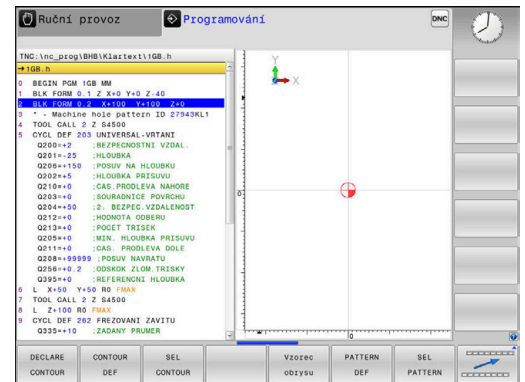 Ruční provoz
Programování
DNC
TNC:\nc_prog\BHB\Klartext\1GB.h
→1GB.h
0 BEGIN PGM 1GB MM
1 BLK FORM 0.1 Z X+0 Y+0 Z-40
2 BLK FORM 0.2 X+100 Y+100 Z+0
3 * - Machine hole pattern ID 27943KL1
4 TOOL CALL 2 Z S4500
5 CYCL DEF 203 UNIVERSAL-VRTANI
Q200=+2 ;BEZPECNOSTNI VZDAL.
Q201=-25 ;HLOUBKA
Q206=+150 ;POSUV NA HLOUBKU
Q202=+5 ;HLOUBKA PRISUVU
Q210=+0 ;CAS.PRODLEVA NAHORE
Q203=+0 ;SOURADNICE POVRCHU
Q204=+50 ;2. BEZPEC.VZDALENOST
Q212=+0 ;HODNOTA ODBERU
Q213=+0 ;POCET TRISEK
Q205=+0 ;MIN. HLOUBKA PRISUVU
Q211=+0 ;CAS. PRODLEVA DOLE
Q208=+99999 ;POSUV NAVRATU
Q256=+0.2 ;ODSKOK ZLOM.TRISKY
Q395=+0 ;REFERENCNI HLOUBKA
6 L X+50 Y+50 R0 FMAX
7 TOOL CALL 2 Z S4500
8 L Z+100 R0 FMAX
9 CYCL DEF 262 FREZOVANI ZAVITU
Q335=+10 ;ZADANY PRUMER
Y
X
0
0
DECLARE CONTOUR
CONTOUR DEF
SEL CONTOUR
Vzorec obrysu
PATTERN DEF
SEL PATTERN